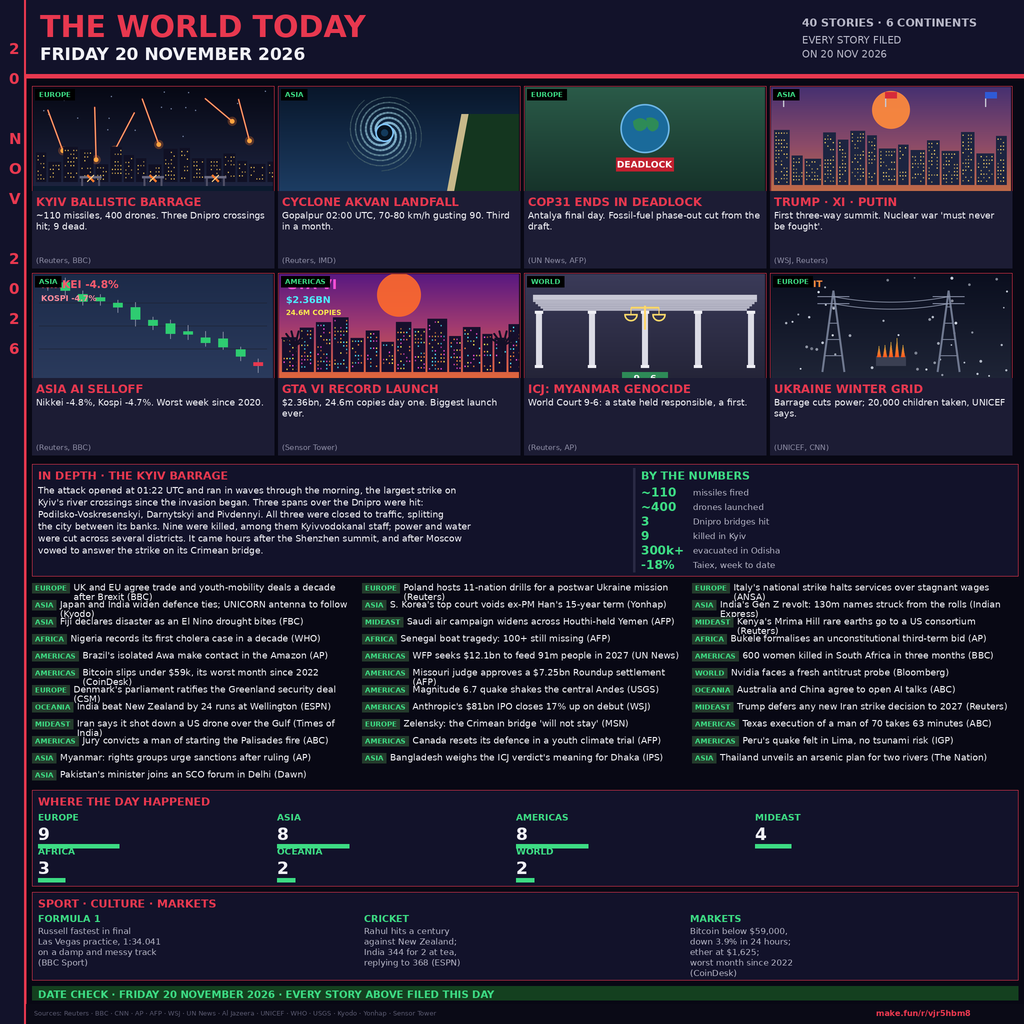 2
0
N
O
V
2
0
2
6
THE WORLD TODAY
FRIDAY 20 NOVEMBER 2026
40 STORIES · 6 CONTINENTS
EVERY STORY FILED
ON 20 NOV 2026
EUROPE
KYIV BALLISTIC BARRAGE
~110 missiles, 400 drones. Three Dnipro crossings
hit; 9 dead.
(Reuters, BBC)
ASIA
CYCLONE AKVAN LANDFALL
Gopalpur 02:00 UTC, 70-80 km/h gusting 90. Third
in a month.
(Reuters, IMD)
EUROPE
DEADLOCK
COP31 ENDS IN DEADLOCK
Antalya final day. Fossil-fuel phase-out cut from the
draft.
(UN News, AFP)
ASIA
TRUMP · XI · PUTIN
First three-way summit. Nuclear war 'must never
be fought'.
(WSJ, Reuters)
ASIA
KEI -4.8%
KOSPI -4.7%
ASIA AI SELLOFF
Nikkei -4.8%, Kospi -4.7%. Worst week since 2020.
(Reuters, BBC)
AMERICAS
$2.36BN
24.6M COPIES
GTA VI RECORD LAUNCH
$2.36bn, 24.6m copies day one. Biggest launch
ever.
(Sensor Tower)
WORLD
ICJ: MYANMAR GENOCIDE
World Court 9-6: a state held responsible, a first.
(Reuters, AP)
EUROPE
IT.
UKRAINE WINTER GRID
Barrage cuts power; 20,000 children taken, UNICEF
says.
(UNICEF, CNN)
IN DEPTH · THE KYIV BARRAGE
The attack opened at 01:22 UTC and ran in waves through the morning, the largest strike on
Kyiv's river crossings since the invasion began. Three spans over the Dnipro were hit:
Podilsko-Voskresenskyi, Darnytskyi and Pivdennyi. All three were closed to traffic, splitting
the city between its banks. Nine were killed, among them Kyivvodokanal staff; power and water
were cut across several districts. It came hours after the Shenzhen summit, and after Moscow
vowed to answer the strike on its Crimean bridge.
BY THE NUMBERS
~110 missiles fired
~400 drones launched
3 Dnipro bridges hit
9 killed in Kyiv
300k+ evacuated in Odisha
-18% Taiex, week to date
EUROPE UK and EU agree trade and youth-mobility deals a decade
after Brexit (BBC)
ASIA Japan and India widen defence ties; UNICORN antenna to follow
(Kyodo)
ASIA Fiji declares disaster as an El Nino drought bites (FBC)
AFRICA Nigeria records its first cholera case in a decade (WHO)
AMERICAS Brazil's isolated Awa make contact in the Amazon (AP)
AMERICAS Bitcoin slips under $59k, its worst month since 2022
(CoinDesk)
EUROPE Denmark's parliament ratifies the Greenland security deal
(CSM)
OCEANIA India beat New Zealand by 24 runs at Wellington (ESPN)
MIDEAST Iran says it shot down a US drone over the Gulf (Times of
India)
AMERICAS Jury convicts a man of starting the Palisades fire (ABC)
ASIA Myanmar: rights groups urge sanctions after ruling (AP)
ASIA Pakistan's minister joins an SCO forum in Delhi (Dawn)
EUROPE Poland hosts 11-nation drills for a postwar Ukraine mission
(Reuters)
ASIA S. Korea's top court voids ex-PM Han's 15-year term (Yonhap)
MIDEAST Saudi air campaign widens across Houthi-held Yemen (AFP)
AFRICA Senegal boat tragedy: 100+ still missing (AFP)
AMERICAS WFP seeks $12.1bn to feed 91m people in 2027 (UN News)
AMERICAS Missouri judge approves a $7.25bn Roundup settlement
(AFP)
AMERICAS Magnitude 6.7 quake shakes the central Andes (USGS)
AMERICAS Anthropic's $81bn IPO closes 17% up on debut (WSJ)
EUROPE Zelensky: the Crimean bridge 'will not stay' (MSN)
AMERICAS Canada resets its defence in a youth climate trial (AFP)
ASIA Bangladesh weighs the ICJ verdict's meaning for Dhaka (IPS)
EUROPE Italy's national strike halts services over stagnant wages
(ANSA)
ASIA India's Gen Z revolt: 130m names struck from the rolls (Indian
Express)
MIDEAST Kenya's Mrima Hill rare earths go to a US consortium
(Reuters)
AFRICA Bukele formalises an unconstitutional third-term bid (AP)
AMERICAS 600 women killed in South Africa in three months (BBC)
WORLD Nvidia faces a fresh antitrust probe (Bloomberg)
OCEANIA Australia and China agree to open AI talks (ABC)
MIDEAST Trump defers any new Iran strike decision to 2027 (Reuters)
AMERICAS Texas execution of a man of 70 takes 63 minutes (ABC)
AMERICAS Peru's quake felt in Lima, no tsunami risk (IGP)
ASIA Thailand unveils an arsenic plan for two rivers (The Nation)
WHERE THE DAY HAPPENED
EUROPE
9
ASIA
8
AMERICAS
8
MIDEAST
4
AFRICA
3
OCEANIA
2
WORLD
2
SPORT · CULTURE · MARKETS
FORMULA 1
Russell fastest in final
Las Vegas practice, 1:34.041
on a damp and messy track
(BBC Sport)
CRICKET
Rahul hits a century
against New Zealand;
India 344 for 2 at tea,
replying to 368 (ESPN)
MARKETS
Bitcoin below $59,000,
down 3.9% in 24 hours;
ether at $1,625;
worst month since 2022
(CoinDesk)
DATE CHECK · FRIDAY 20 NOVEMBER 2026 · EVERY STORY ABOVE FILED THIS DAY
Sources: Reuters · BBC · CNN · AP · AFP · WSJ · UN News · Al Jazeera · UNICEF · WHO · USGS · Kyodo · Yonhap · Sensor Tower
make.fun/r/vjr5hbm8